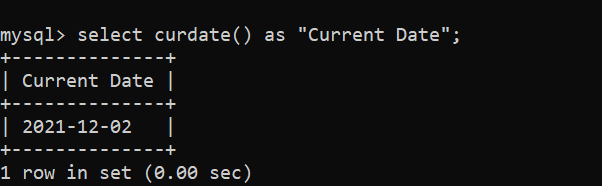 mysql> select curdate() as "Current Date";
+--------------+
| Current Date |
+--------------+
| 2021-12-02   |
+--------------+
1 row in set (0.00 sec)